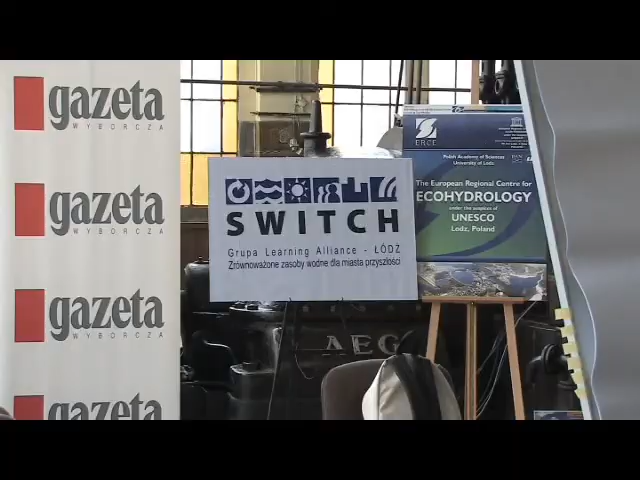 gazeta
WYBORCZA
gazeta
WYBORCZA
gazeta
WYBORCZA
gazeta
SWITCH
Grupa Learning Alliance - ŁÓDŹ
Zrównoważone zasoby wodne dla miasta przyszłości
AEG
ERCE
Polish Academy of Sciences
University of Lodz
The European Regional Centre for
ECOHYDROLOGY
under the auspices of
UNESCO
Lodz, Poland